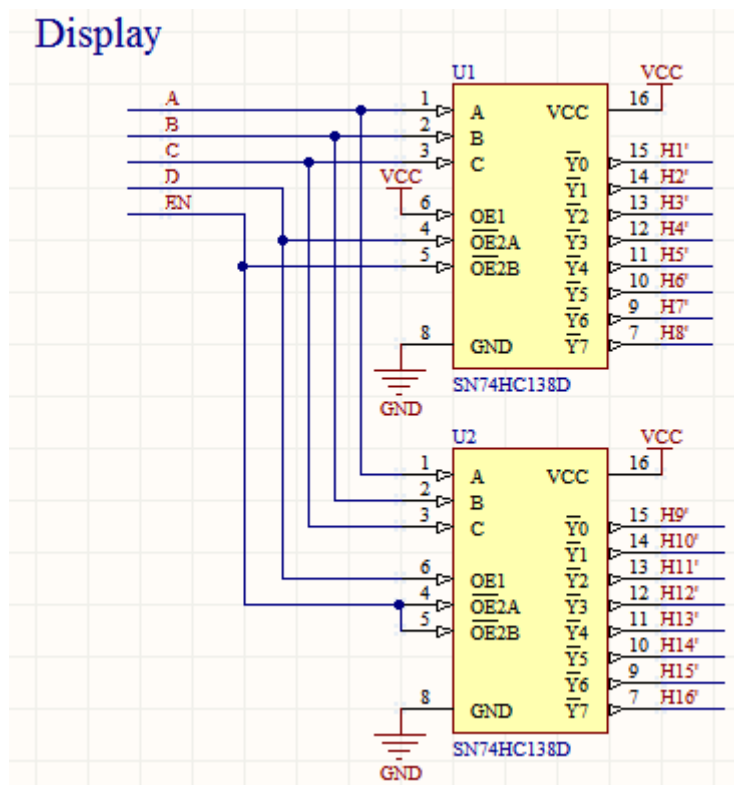 Display
U1
VCC
A
1
A
VCC
16
B
2
B
C
3
C
Y0
15
H1'
D
VCC
Y1
14
H2'
EN
6
OE1
Y2
13
H3'
4
OE2A
Y3
12
H4'
5
OE2B
Y4
11
H5'
Y5
10
H6'
Y6
9
H7'
8
GND
Y7
7
H8'
SN74HC138D
GND
U2
VCC
1
A
VCC
16
2
B
3
C
Y0
15
H9'
Y1
14
H10'
6
OE1
Y2
13
H11'
4
OE2A
Y3
12
H12'
5
OE2B
Y4
11
H13'
Y5
10
H14'
Y6
9
H15'
8
GND
Y7
7
H16'
SN74HC138D
GND